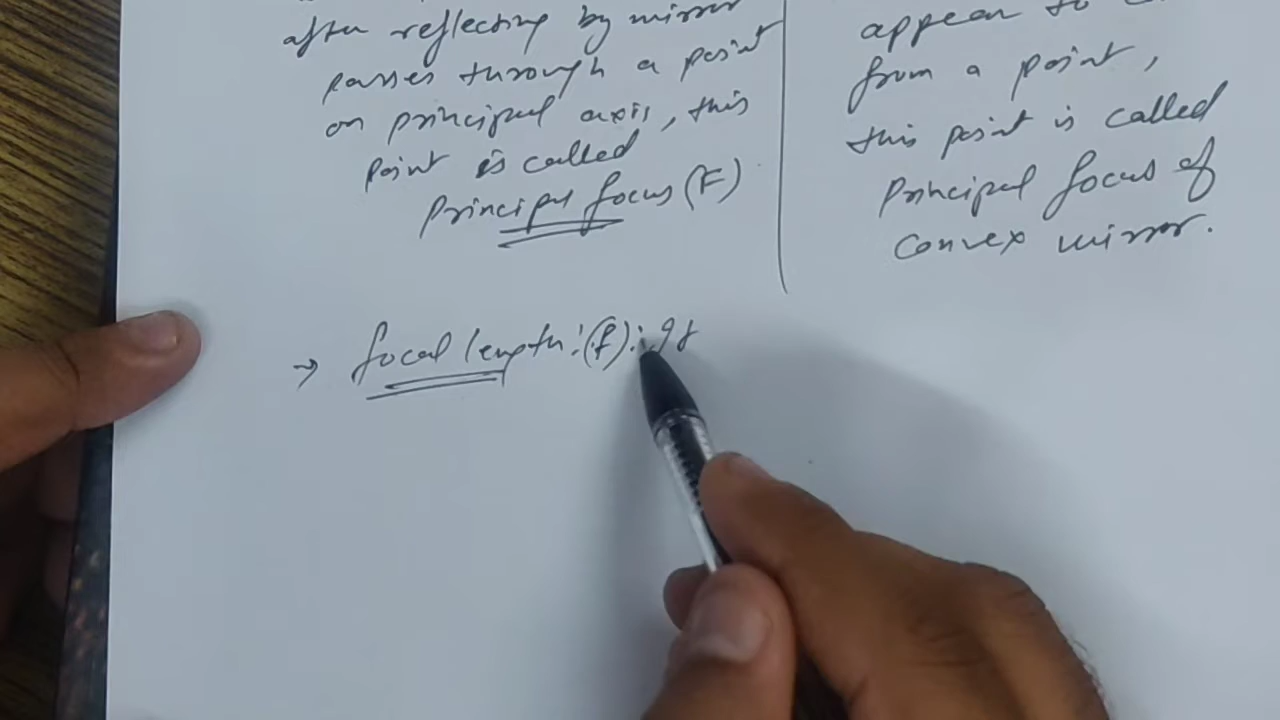 after reflecting by mirror
passes through a point
on principal axis, this
point is called
Principal focus (F)
appear to
from a point,
this point is called
Principal focus of
convex mirror.
→ focal length:(f): It